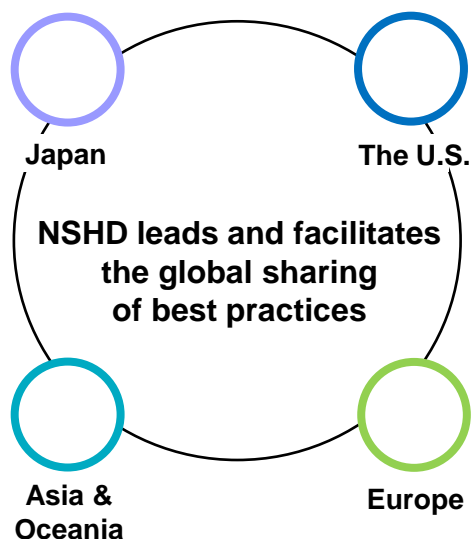 Japan
The U.S.
NSHD leads and facilitates
the global sharing
of best practices
Asia &
Oceania
Europe